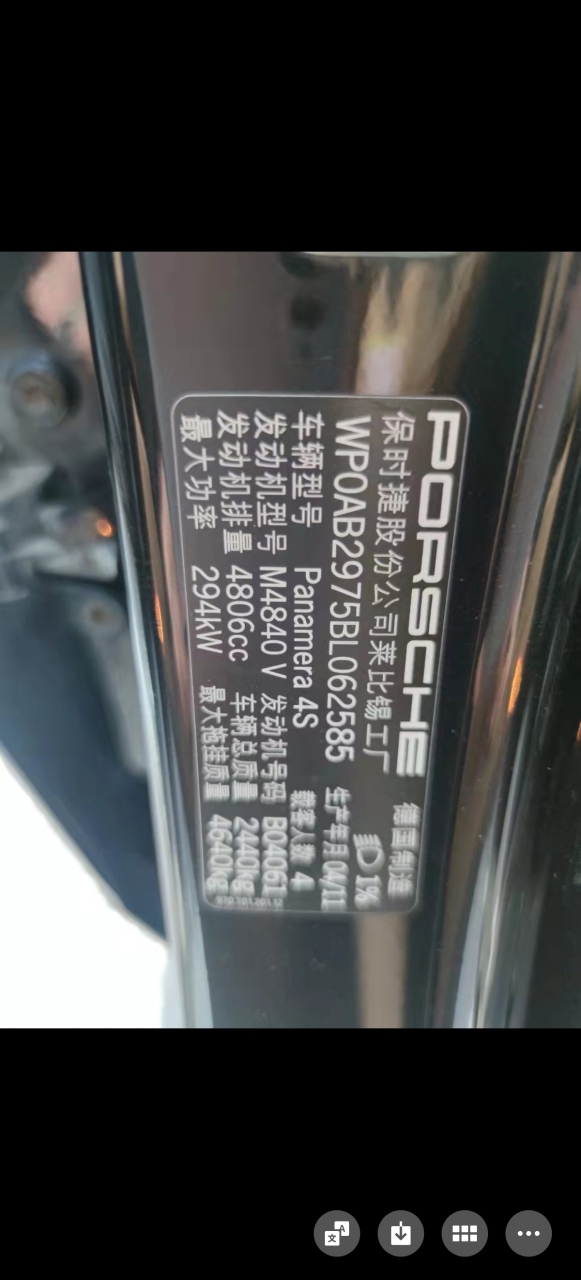 PORSCHE
德国制造
保时捷股份公司莱比锡工厂
1%
WP0AB2975BL062585
生产年月 04/11
车辆型号 Panamera 4S
载客人数 4
发动机型号 M4840 V 发动机号码 B04061
发动机排量 4806cc 车辆总质量 2440kg
最大功率 294kW 最大拖挂质量 4640kg